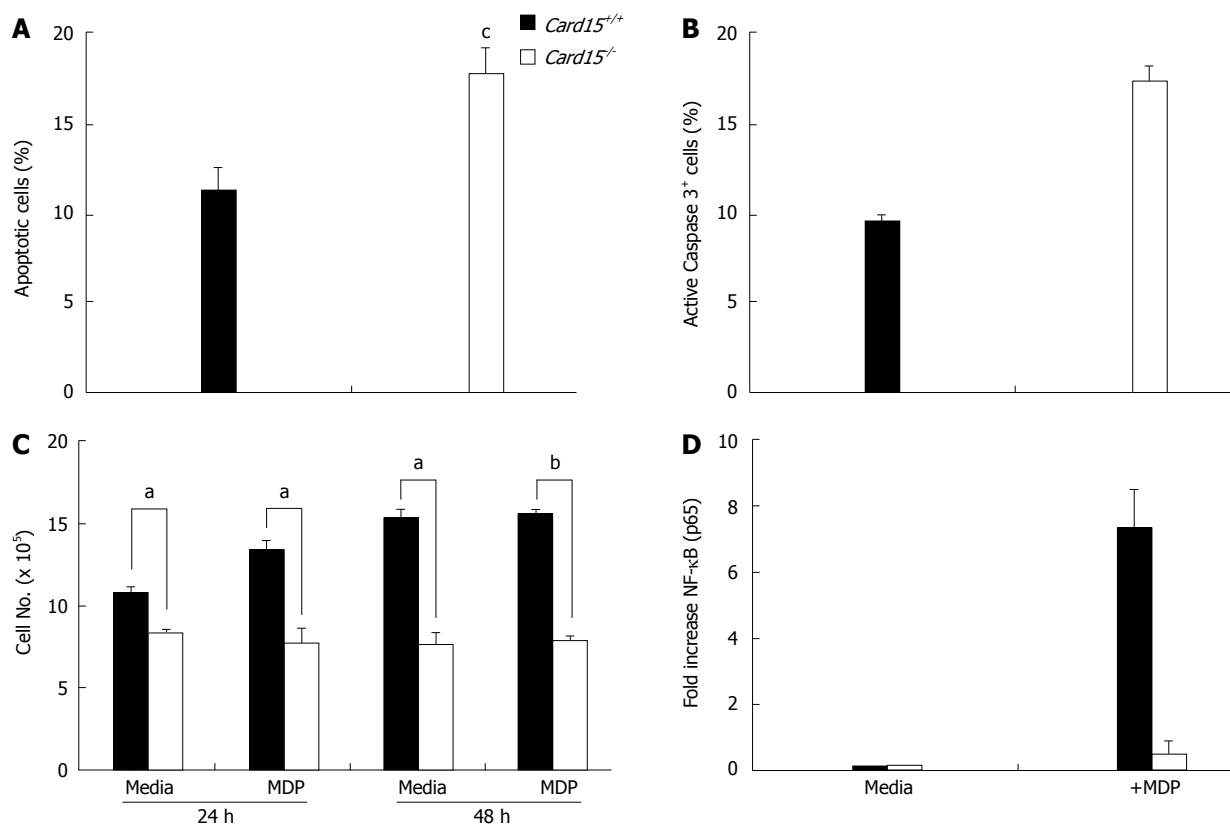 A
Card15+/+
Card15-/-
20
15
10
5
0
Apoptotic cells (%)
c
B
20
15
10
5
0
Active Caspase 3+ cells (%)
C
20
15
10
5
0
Cell No. (x 10⁵)
a
a
a
b
Media
MDP
Media
MDP
24 h
48 h
D
10
8
6
4
2
0
Fold increase NF-κB (p65)
Media
+MDP